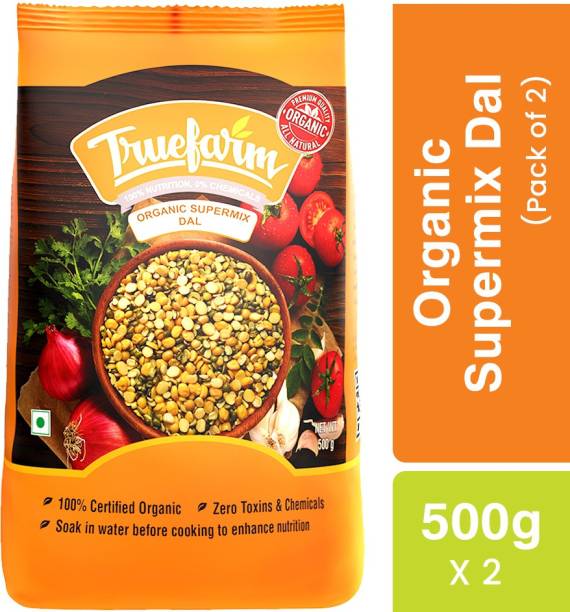 PREMIUM QUALITY
ORGANIC
ALL NATURAL
Truefarm
100% NUTRITION, 0% CHEMICALS
ORGANIC SUPERMIX
DAL
NET WT.
500 g
100% Certified Organic
Zero Toxins & Chemicals
Soak in water before cooking to enhance nutrition
Organic
Supermix Dal
(Pack of 2)
500g
X 2